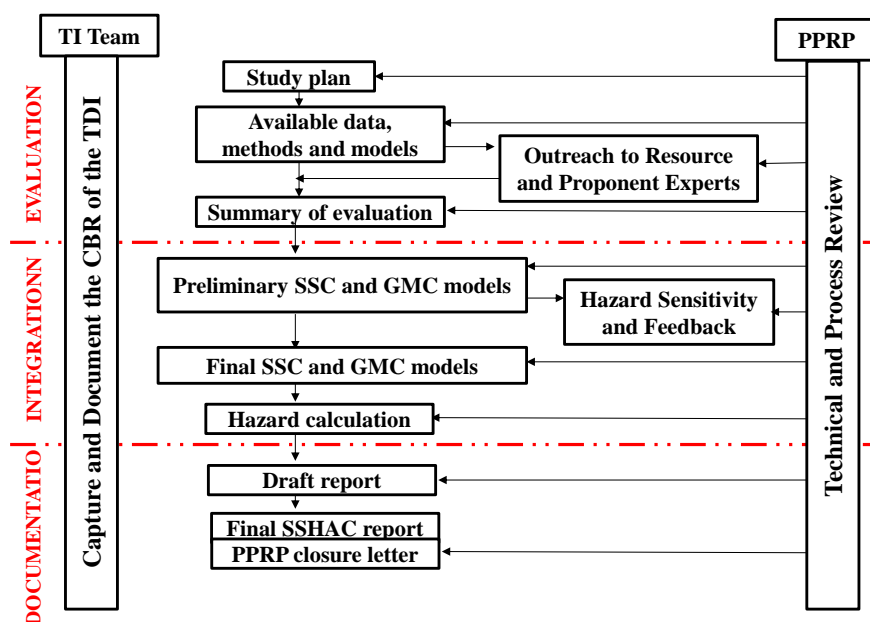 TI Team
PPRP
Capture and Document the CBR of the TDI
Technical and Process Review
EVALUATION
Study plan
Available data,
methods and models
Outreach to Resource
and Proponent Experts
Summary of evaluation
INTEGRATIONN
Preliminary SSC and GMC models
Hazard Sensitivity
and Feedback
Final SSC and GMC models
Hazard calculation
DOCUMENTATIO
Draft report
Final SSHAC report
PPRP closure letter